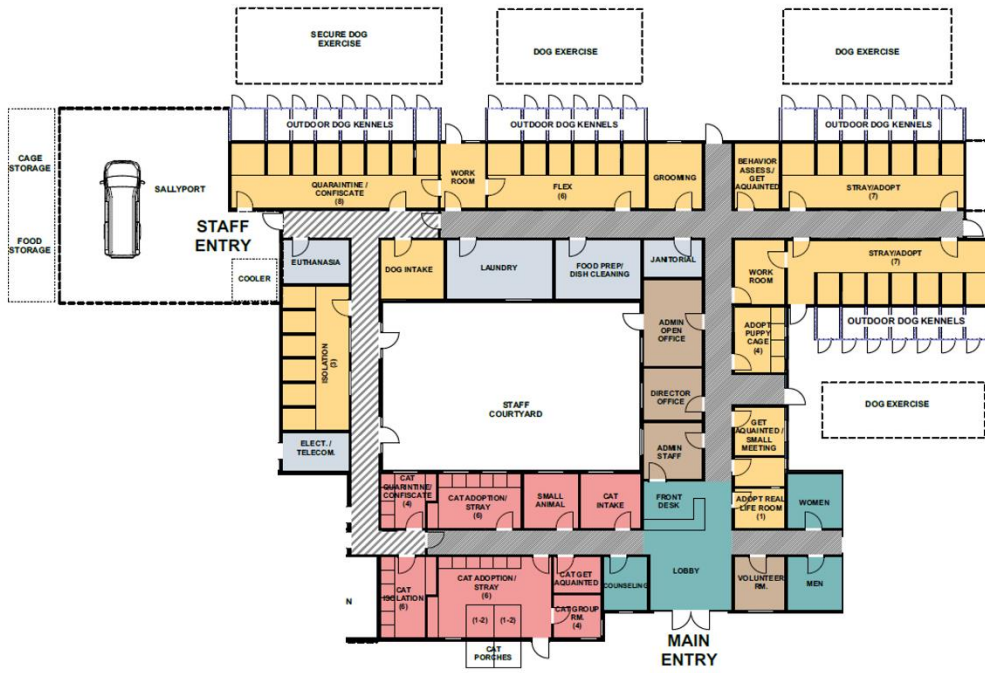 SECURE DOG
EXERCISE
DOG EXERCISE
DOG EXERCISE
OUTDOOR DOG KENNELS
OUTDOOR DOG KENNELS
OUTDOOR DOG KENNELS
CAGE
STORAGE
SALLYPORT
FOOD
STORAGE
QUARAINTINE /
CONFISCATE
(8)
WORK
ROOM
FLEX
(6)
GROOMING
BEHAVIOR
ASSESS./
GET
AQUAINTED
STRAY/ADOPT
(7)
STAFF
ENTRY
COOLER
EUTHANASIA
DOG INTAKE
LAUNDRY
FOOD PREP/
DISH CLEANING
JANITORIAL
WORK
ROOM
STRAY/ADOPT
(7)
OUTDOOR DOG KENNELS
ISOLATION
(3)
ADMIN
OPEN
OFFICE
ADOPT
PUPPY
CAGE
(4)
DIRECTOR
OFFICE
STAFF
COURTYARD
DOG EXERCISE
ELECT. /
TELECOM.
ADMIN
STAFF
GET
AQUAINTED /
SMALL
MEETING
CAT
QUARANTINE/
CONFISCATE
(4)
CAT ADOPTION/
STRAY
(6)
SMALL
ANIMAL
CAT
INTAKE
FRONT
DESK
ADOPT REAL
LIFE ROOM
(1)
WOMEN
CAT
ISOLATION
(6)
CAT ADOPTION/
STRAY
(6)
(1-2)
(1-2)
CAT GET
AQUAINTED
CAT GROUP
RM.
(4)
COUNSELING
LOBBY
VOLUNTEER
RM.
MEN
N
CAT
PORCHES
MAIN
ENTRY